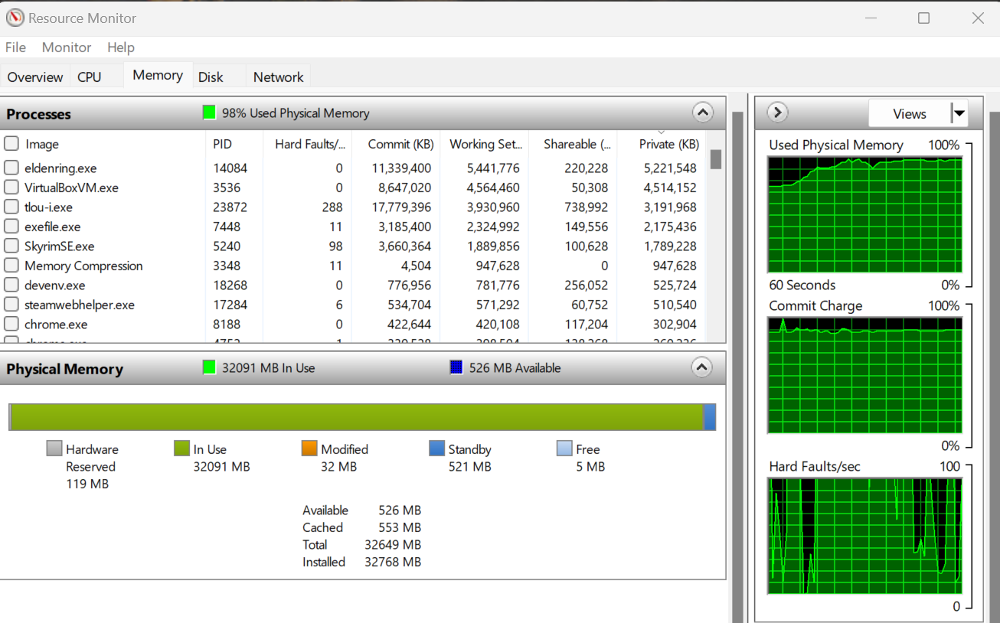 Resource Monitor
File Monitor Help
Overview CPU Memory Disk Network
Processes 98% Used Physical Memory
Image PID Hard Faults/... Commit (KB) Working Set... Shareable (... Private (KB)
eldenring.exe 14084 0 11,339,400 5,441,776 220,228 5,221,548
VirtualBoxVM.exe 3536 0 8,647,020 4,564,460 50,308 4,514,152
tlou-i.exe 23872 288 17,779,396 3,930,960 738,992 3,191,968
exefile.exe 7448 11 3,185,400 2,324,992 149,556 2,175,436
SkyrimSE.exe 5240 98 3,660,364 1,889,856 100,628 1,789,228
Memory Compression 3348 11 4,504 947,628 0 947,628
devenv.exe 18268 0 776,956 781,776 256,052 525,724
steamwebhelper.exe 17284 6 534,704 571,292 60,752 510,540
chrome.exe 8188 0 422,644 420,108 117,204 302,904
Physical Memory 32091 MB In Use 526 MB Available
Hardware Reserved 119 MB
In Use 32091 MB
Modified 32 MB
Standby 521 MB
Free 5 MB
Available 526 MB
Cached 553 MB
Total 32649 MB
Installed 32768 MB
Views
Used Physical Memory 100%
60 Seconds 0%
Commit Charge 100%
0%
Hard Faults/sec 100
0